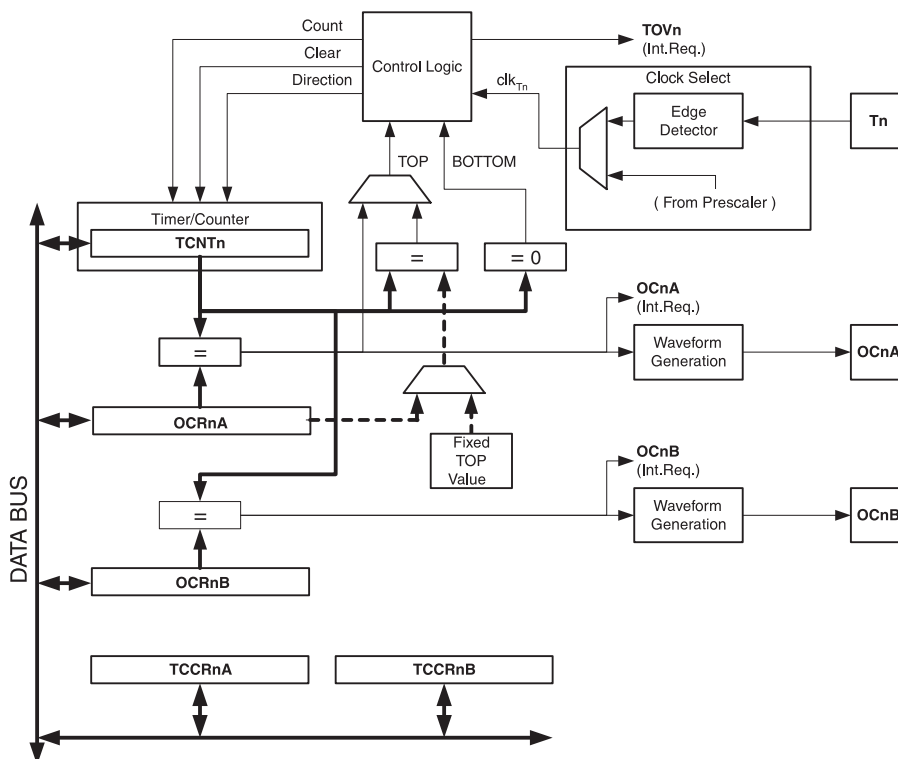 Count
Clear
Direction
Control Logic
TOVn
(Int.Req.)
clkTn
Clock Select
Edge
Detector
Tn
( From Prescaler )
TOP
BOTTOM
Timer/Counter
TCNTn
=
= 0
OCnA
(Int.Req.)
=
Waveform
Generation
OCnA
OCRnA
Fixed
TOP
Value
OCnB
(Int.Req.)
=
Waveform
Generation
OCnB
OCRnB
DATA BUS
TCCRnA
TCCRnB